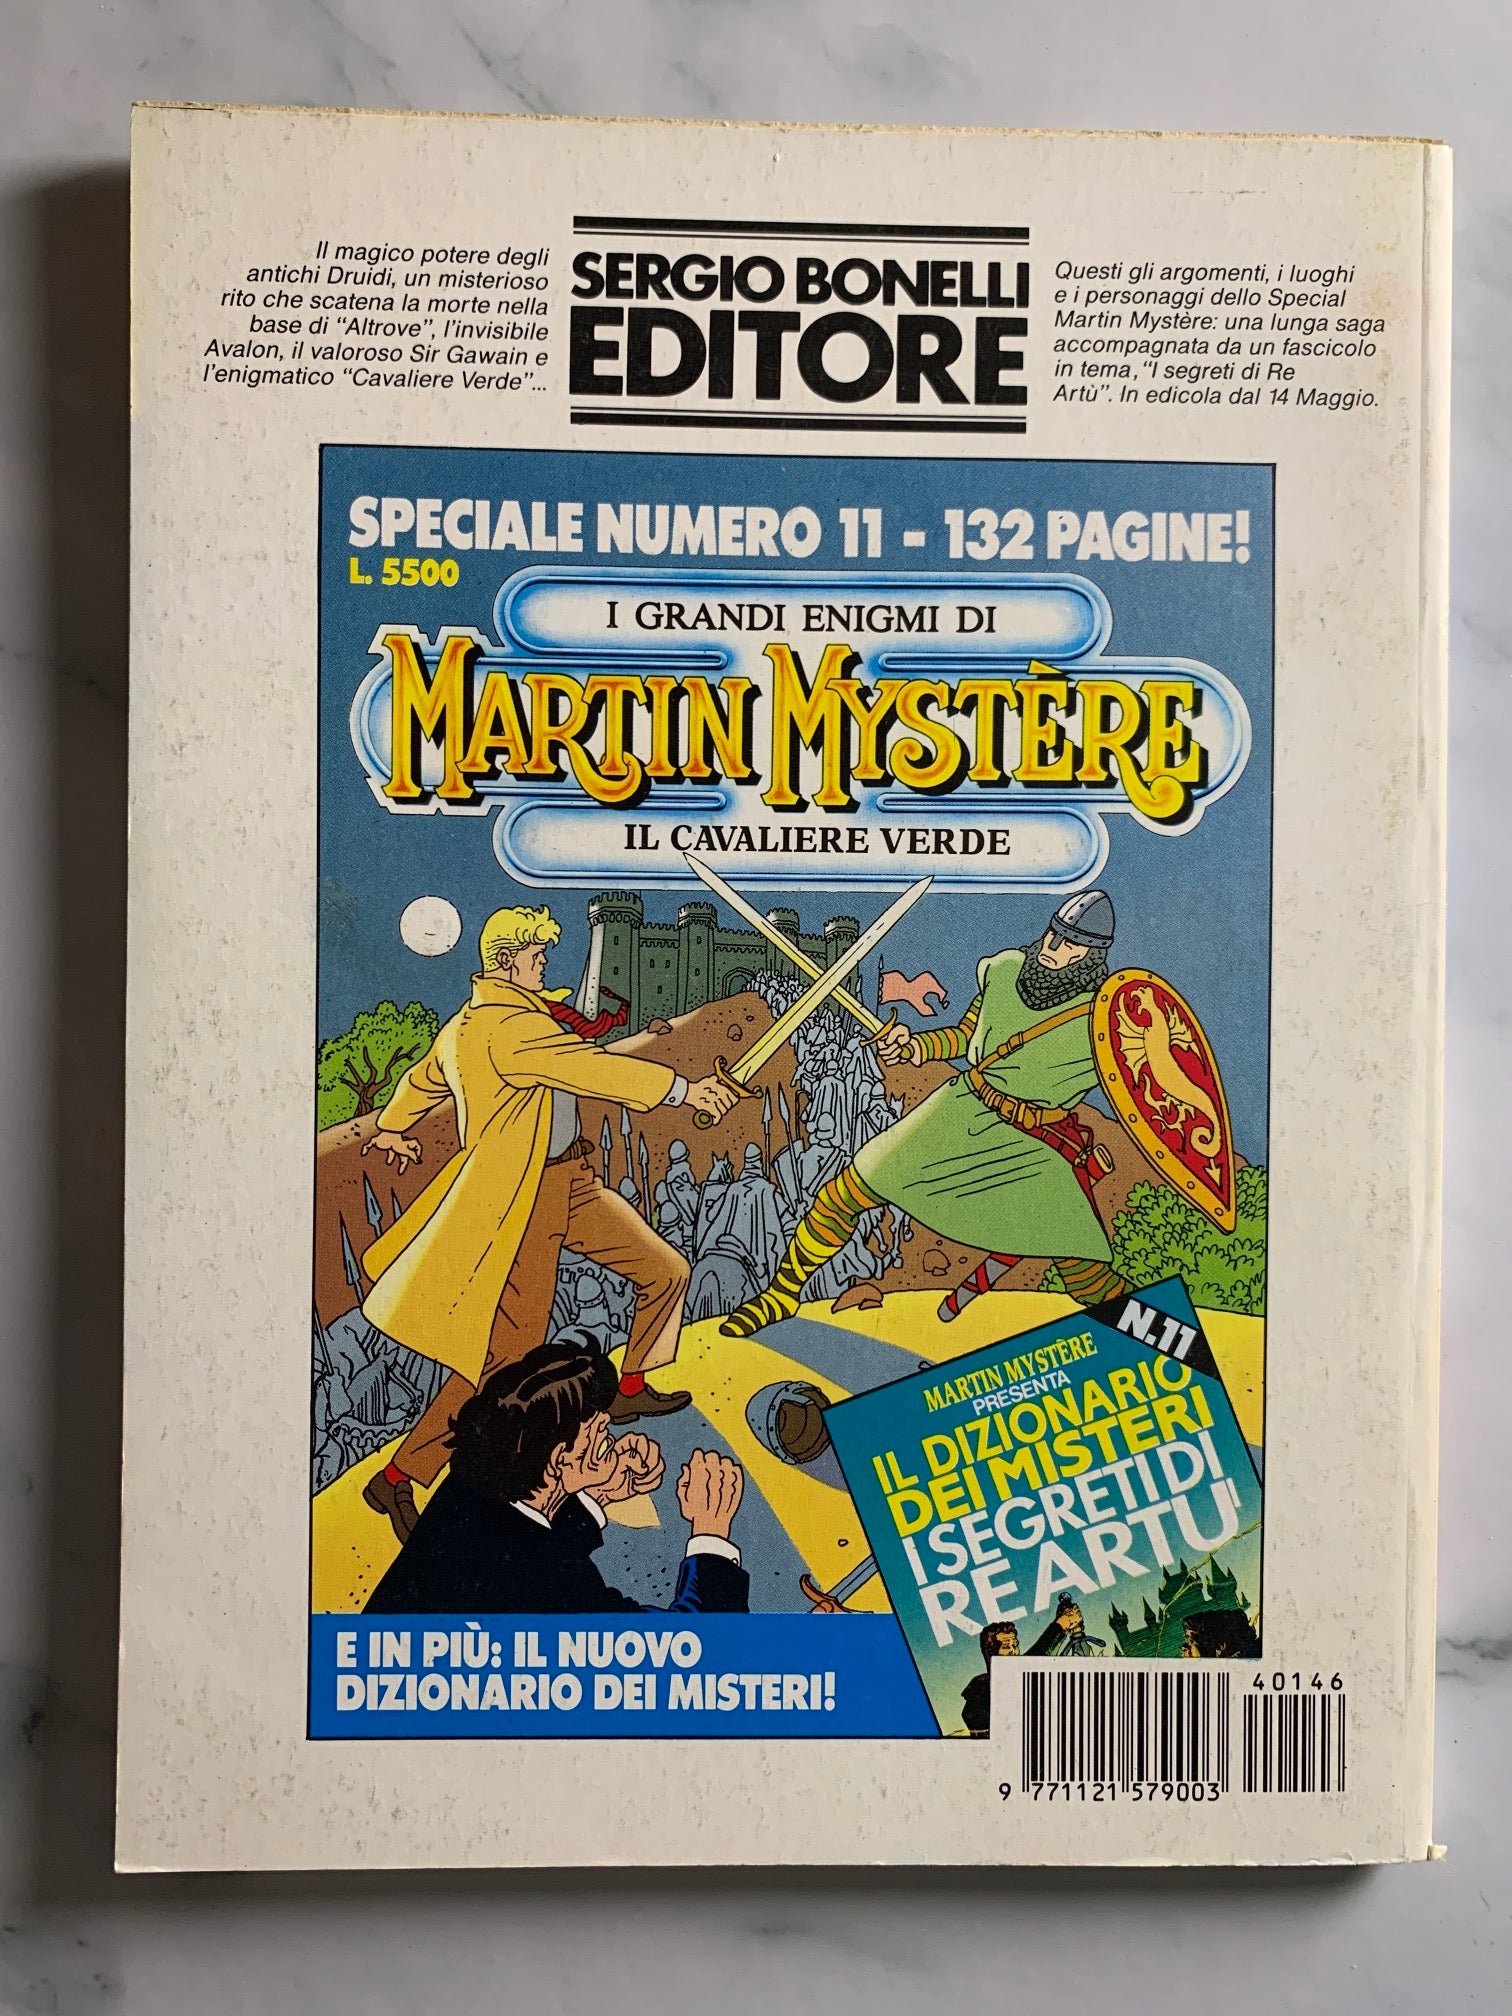 Il magico potere degli
antichi Druidi, un misterioso
rito che scatena la morte nella
base di “Altrove”, l’invisibile
Avalon, il valoroso Sir Gawain e
l’enigmatico “Cavaliere Verde”...
SERGIO BONELLI
EDITORE
Questi gli argomenti, i luoghi
e i personaggi dello Special
Martin Mystère: una lunga saga
accompagnata da un fascicolo
in tema, “I segreti di Re
Artù”. In edicola dal 14 Maggio.
SPECIALE NUMERO 11 - 132 PAGINE!
L. 5500
I GRANDI ENIGMI DI
MARTIN MYSTÈRE
IL CAVALIERE VERDE
N.11
MARTIN MYSTÈRE
PRESENTA
IL DIZIONARIO
DEI MISTERI
I SEGRETI DI
RE ARTU'
E IN PIÙ: IL NUOVO
DIZIONARIO DEI MISTERI!
40146
9 771121 579003